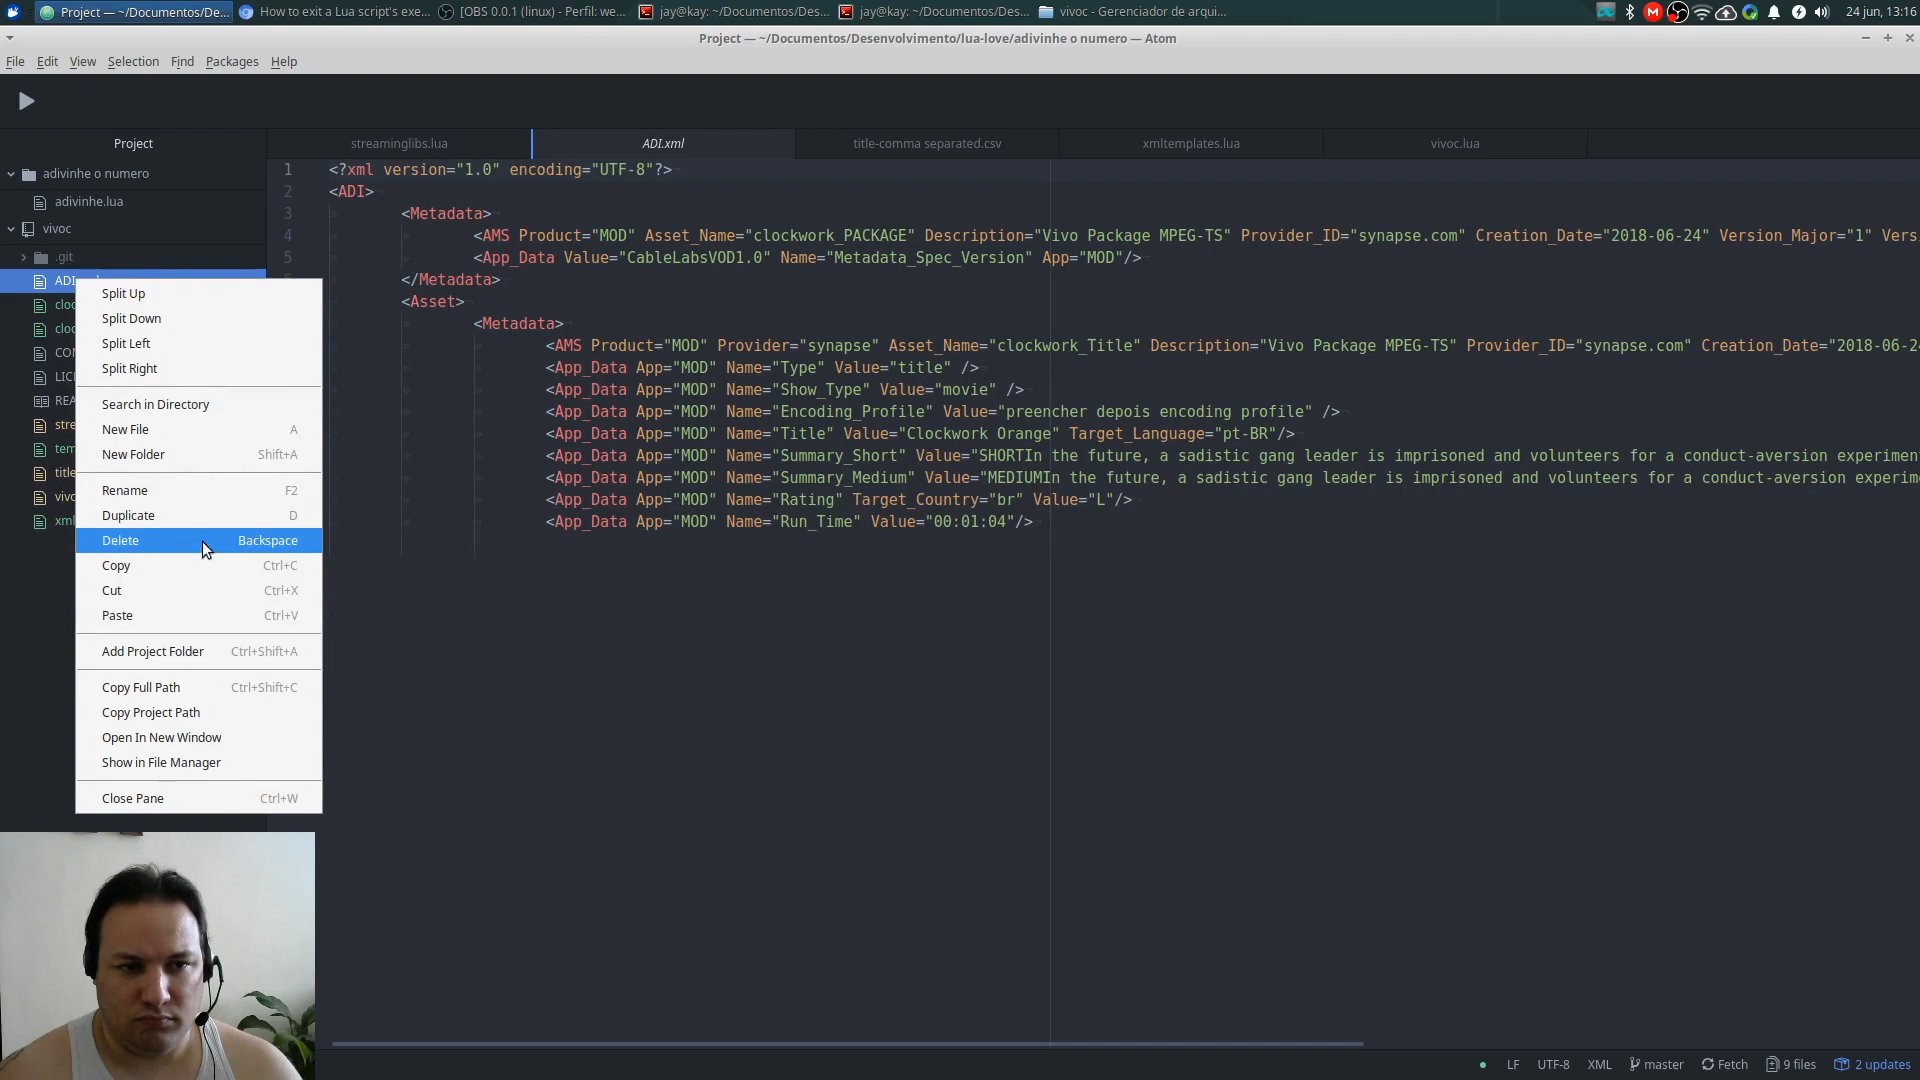 Project — ~/Documentos/De...
How to exit a Lua script's exe...
[OBS 0.0.1 (linux) - Perfil: we...
jay@kay: ~/Documentos/Des...
jay@kay: ~/Documentos/Des...
vivoc - Gerenciador de arqui...
24 jun, 13:16
Project — ~/Documentos/Desenvolvimento/lua-love/adivinhe o numero — Atom
File Edit View Selection Find Packages Help
Project
streaminglibs.lua
ADI.xml
title-comma separated.csv
xmltemplates.lua
vivoc.lua
adivinhe o numero
adivinhe.lua
vivoc
.git
ADI
Split Up
Split Down
Split Left
Split Right
Search in Directory
New File A
New Folder Shift+A
Rename F2
Duplicate D
Delete Backspace
Copy Ctrl+C
Cut Ctrl+X
Paste Ctrl+V
Add Project Folder Ctrl+Shift+A
Copy Full Path Ctrl+Shift+C
Copy Project Path
Open In New Window
Show in File Manager
Close Pane Ctrl+W
1 <?xml version="1.0" encoding="UTF-8"?>
2 <ADI>
3 <Metadata>
4 <AMS Product="MOD" Asset_Name="clockwork_PACKAGE" Description="Vivo Package MPEG-TS" Provider_ID="synapse.com" Creation_Date="2018-06-24" Version_Major="1" Vers
5 <App_Data Value="CableLabsVOD1.0" Name="Metadata_Spec_Version" App="MOD"/>
</Metadata>
<Asset>
<Metadata>
<AMS Product="MOD" Provider="synapse" Asset_Name="clockwork_Title" Description="Vivo Package MPEG-TS" Provider_ID="synapse.com" Creation_Date="2018-06-24
<App_Data App="MOD" Name="Type" Value="title" />
<App_Data App="MOD" Name="Show_Type" Value="movie" />
<App_Data App="MOD" Name="Encoding_Profile" Value="preencher depois encoding profile" />
<App_Data App="MOD" Name="Title" Value="Clockwork Orange" Target_Language="pt-BR"/>
<App_Data App="MOD" Name="Summary_Short" Value="SHORTIn the future, a sadistic gang leader is imprisoned and volunteers for a conduct-aversion experiment
<App_Data App="MOD" Name="Summary_Medium" Value="MEDIUMIn the future, a sadistic gang leader is imprisoned and volunteers for a conduct-aversion experim
<App_Data App="MOD" Name="Rating" Target_Country="br" Value="L"/>
<App_Data App="MOD" Name="Run_Time" Value="00:01:04"/>
LF UTF-8 XML master Fetch 9 files 2 updates